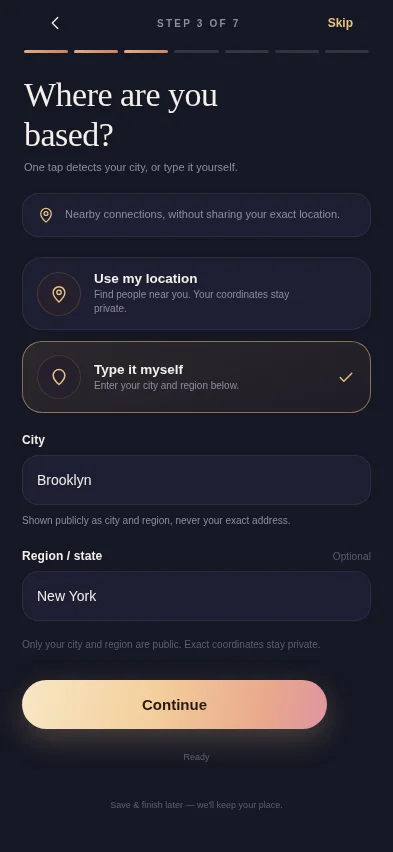 STEP 3 OF 7
Skip
Where are you
based?
One tap detects your city, or type it yourself.
Nearby connections, without sharing your exact location.
Use my location
Find people near you. Your coordinates stay
private.
Type it myself
Enter your city and region below.
City
Brooklyn
Shown publicly as city and region, never your exact address.
Region / state
Optional
New York
Only your city and region are public. Exact coordinates stay private.
Continue
Ready
Save & finish later — we'll keep your place.